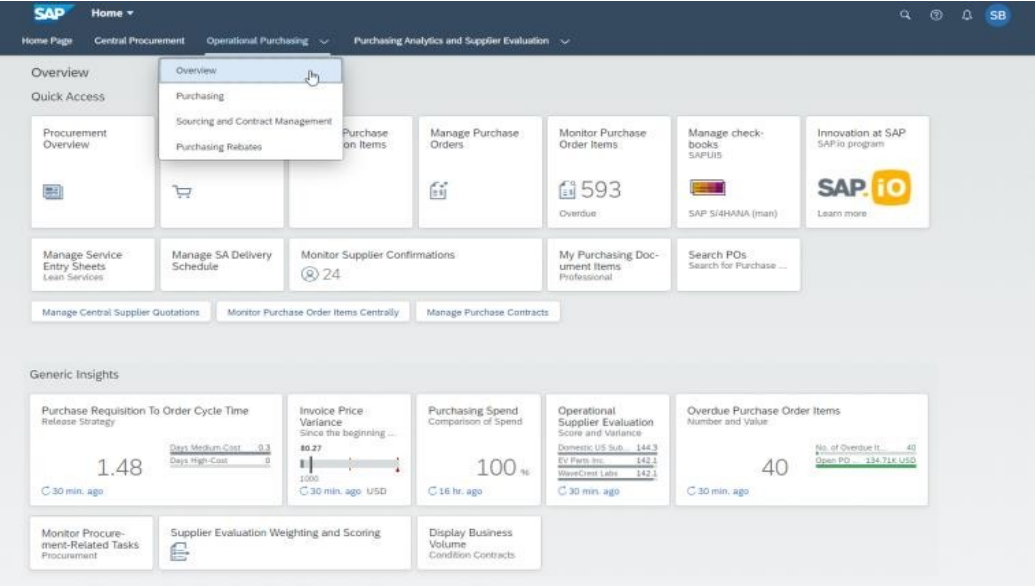 SAP Home
SB
Home Page Central Procurement Operational Purchasing Purchasing Analytics and Supplier Evaluation
Overview
Quick Access
Overview
Purchasing
Sourcing and Contract Management
Purchasing Rebates
Procurement
Overview
Purchase
on Items
Manage Purchase
Orders
Monitor Purchase
Order Items
593
Overdue
Manage check-
books
SAPUI5
SAP S/4HANA (man)
Innovation at SAP
SAP.io program
SAP.iO
Learn more
Manage Service
Entry Sheets
Lean Services
Manage SA Delivery
Schedule
Monitor Supplier Confirmations
24
My Purchasing Doc-
ument Items
Professional
Search POs
Search for Purchase ...
Manage Central Supplier Quotations
Monitor Purchase Order Items Centrally
Manage Purchase Contracts
Generic Insights
Purchase Requisition To Order Cycle Time
Release Strategy
1.48
Days Medium-Cost 0.3
Days High-Cost 0
30 min. ago
Invoice Price
Variance
Since the beginning ...
80.27
1000
30 min. ago USD
Purchasing Spend
Comparison of Spend
100 %
16 hr. ago
Operational
Supplier Evaluation
Score and Variance
Domestic US Sub... 144.3
EV Parts Inc. 142.1
WaveCrest Labs 142.1
30 min. ago
Overdue Purchase Order Items
Number and Value
40
No. of Overdue It... 40
Open PO ... 134.71K USD
30 min. ago
Monitor Procure-
ment-Related Tasks
Procurement
Supplier Evaluation Weighting and Scoring
Display Business
Volume
Condition Contracts